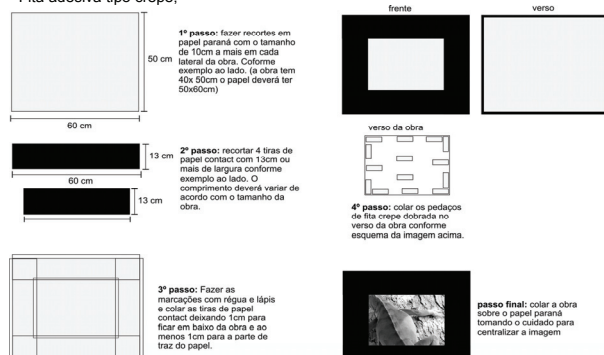 Fita adesiva tipo crepe;
50 cm
60 cm
1º passo: fazer recortes em
papel paraná com o tamanho
de 10cm a mais em cada
lateral da obra. Coforme
exemplo ao lado. (a obra tem
40x 50cm o papel deverá ter
50x60cm)
13 cm
60 cm
13 cm
2º passo: recortar 4 tiras de
papel contact com 13cm ou
mais de largura conforme
exemplo ao lado. O
comprimento deverá variar de
acordo com o tamanho da
obra.
3º passo: Fazer as
marcações com régua e lápis
e colar as tiras de papel
contact deixando 1cm para
ficar em baixo da obra e ao
menos 1cm para a parte de
traz do papel.
frente
verso
verso da obra
4º passo: colar os pedaços
de fita crepe dobrada no
verso da obra conforme
esquema da imagem acima.
passo final: colar a obra
sobre o papel paraná
tomando o cuidado para
centralizar a imagem